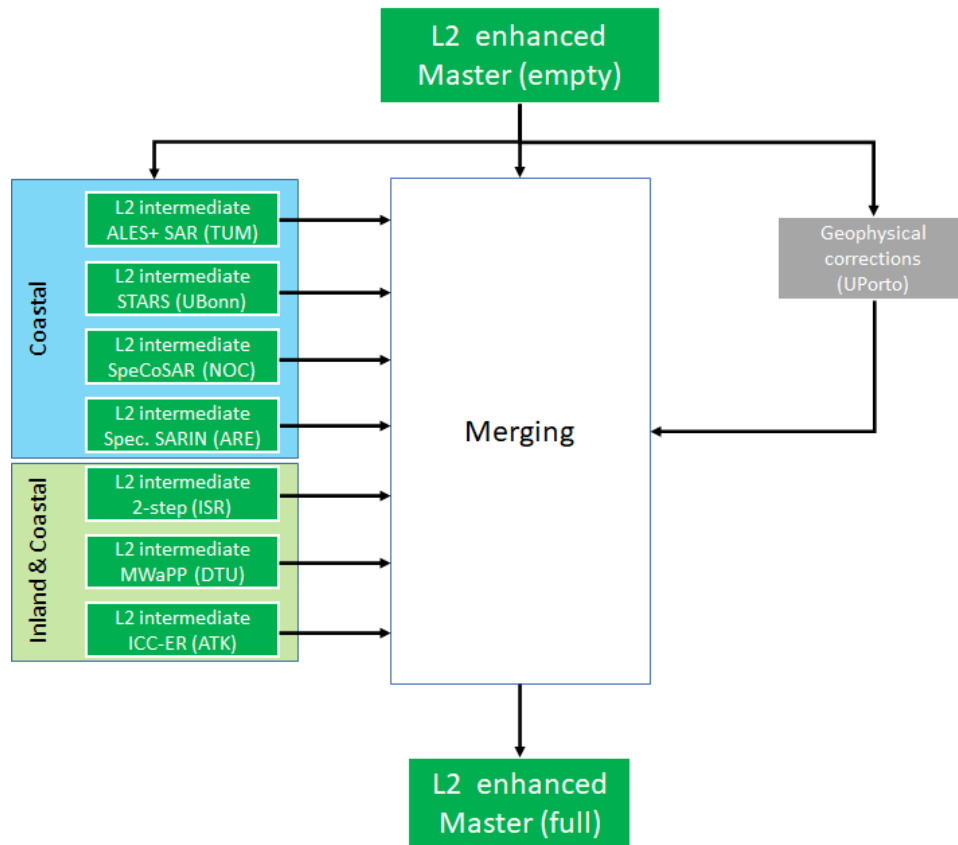 L2 enhanced
Master (empty)
Coastal
L2 intermediate
ALES+ SAR (TUM)
L2 intermediate
STARS (UBonn)
L2 intermediate
SpeCoSAR (NOC)
L2 intermediate
Spec. SARIN (ARE)
Inland & Coastal
L2 intermediate
2-step (ISR)
L2 intermediate
MWaPP (DTU)
L2 intermediate
ICC-ER (ATK)
Merging
Geophysical
corrections
(UPorto)
L2 enhanced
Master (full)